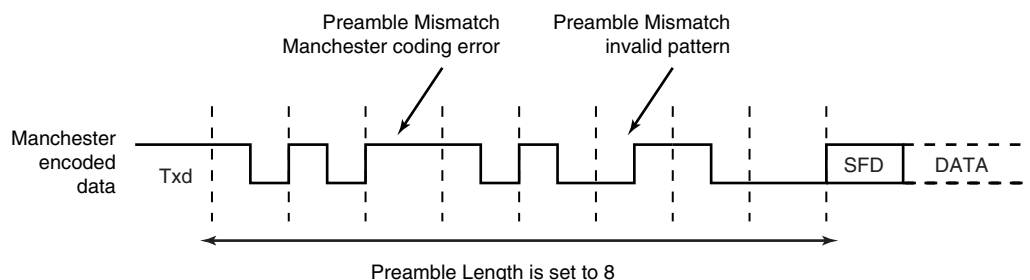 Preamble Mismatch
Manchester coding error
Preamble Mismatch
invalid pattern
Manchester
encoded
data
Txd
SFD
DATA
Preamble Length is set to 8